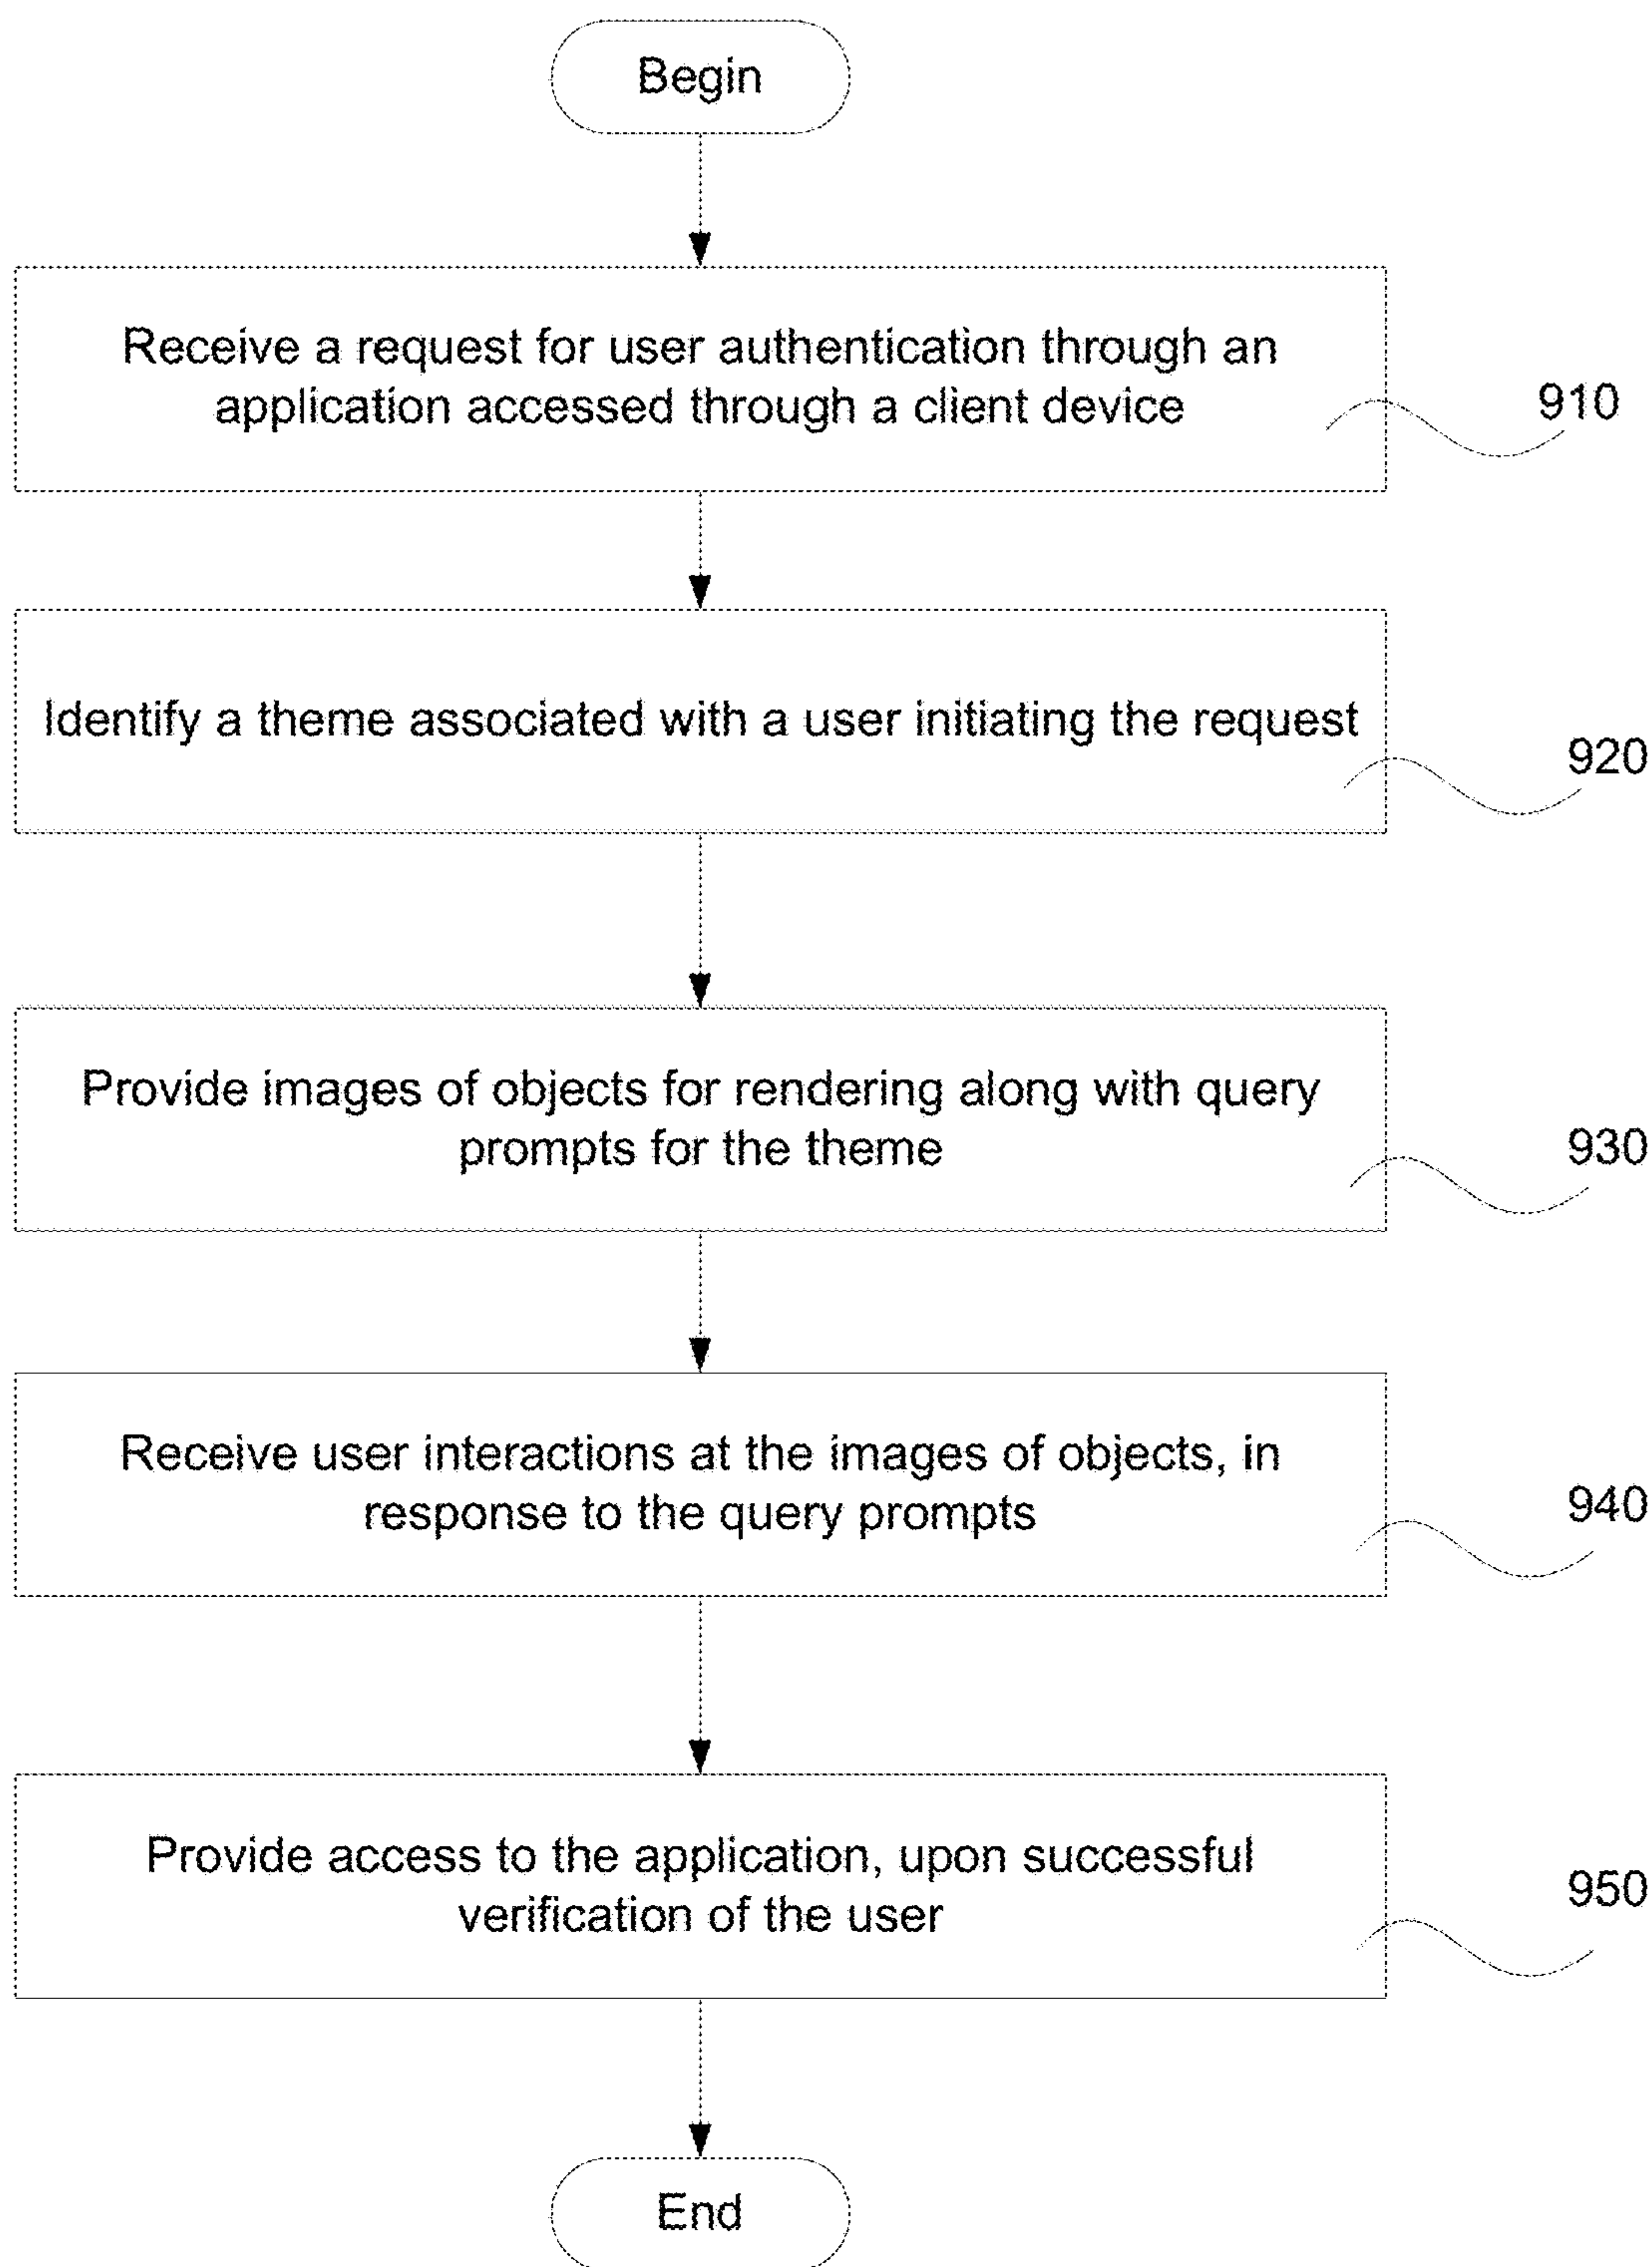 Begin
Receive a request for user authentication through an
application accessed through a client device
910
Identify a theme associated with a user initiating the request
920
Provide images of objects for rendering along with query
prompts for the theme
930
Receive user interactions at the images of objects, in
response to the query prompts
940
Provide access to the application, upon successful
verification of the user
950
End